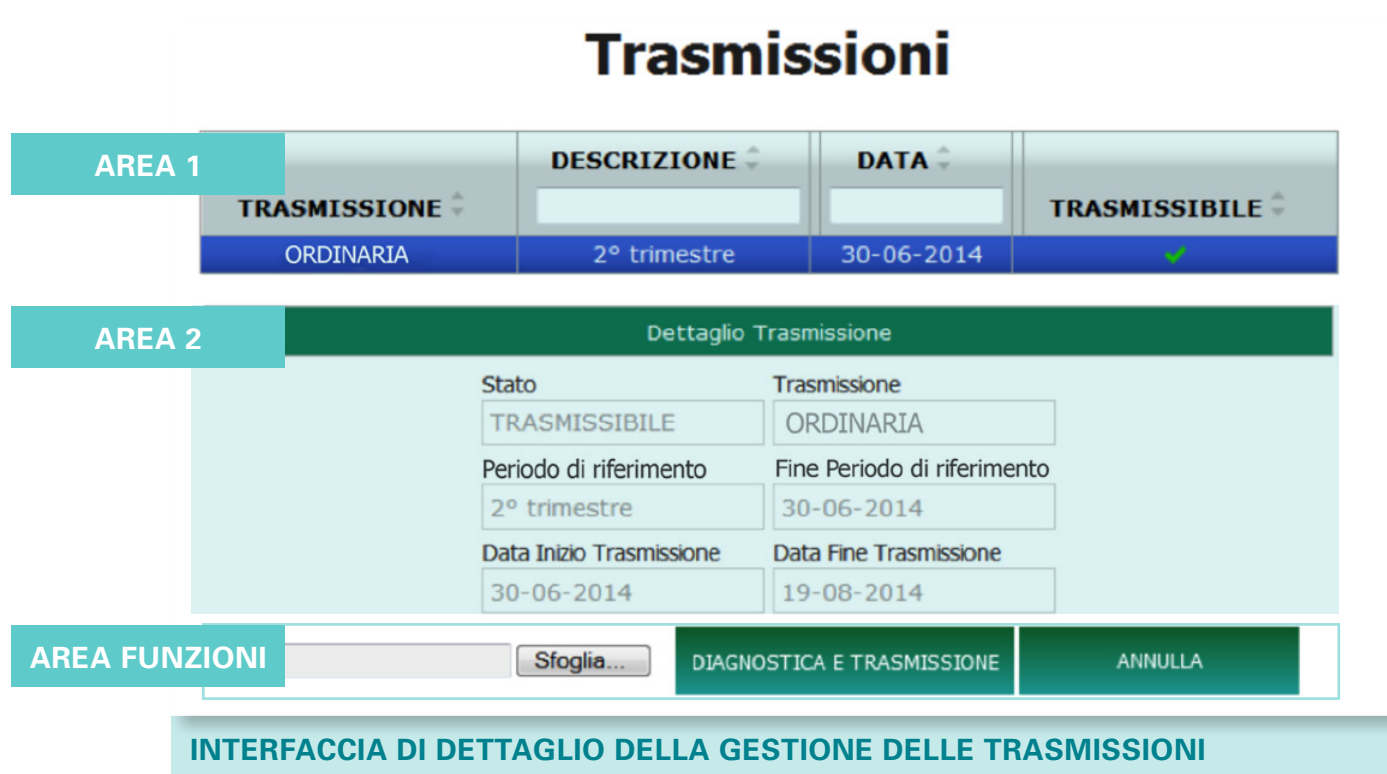 Trasmissioni
AREA 1
DESCRIZIONE DATA
TRASMISSIONE TRASMISSIBILE
ORDINARIA 2° trimestre 30-06-2014
AREA 2
Dettaglio Trasmissione
Stato Trasmissione
TRASMISSIBILE ORDINARIA
Periodo di riferimento Fine Periodo di riferimento
2° trimestre 30-06-2014
Data Inizio Trasmissione Data Fine Trasmissione
30-06-2014 19-08-2014
AREA FUNZIONI
Sfoglia... DIAGNOSTICA E TRASMISSIONE ANNULLA
INTERFACCIA DI DETTAGLIO DELLA GESTIONE DELLE TRASMISSIONI